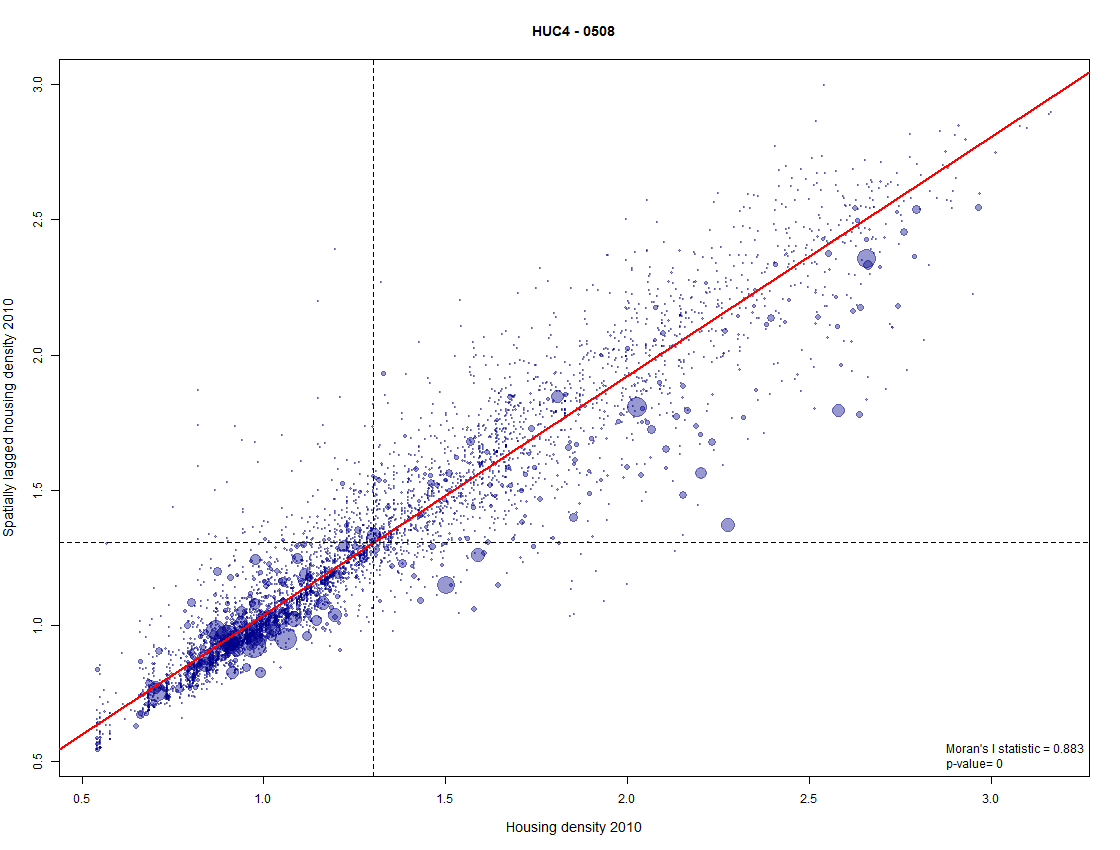 HUC4 - 0508
Spatially lagged housing density 2010
3.0
2.5
2.0
1.5
1.0
0.5
Moran's I statistic = 0.883
p-value= 0
0.5 1.0 1.5 2.0 2.5 3.0
Housing density 2010